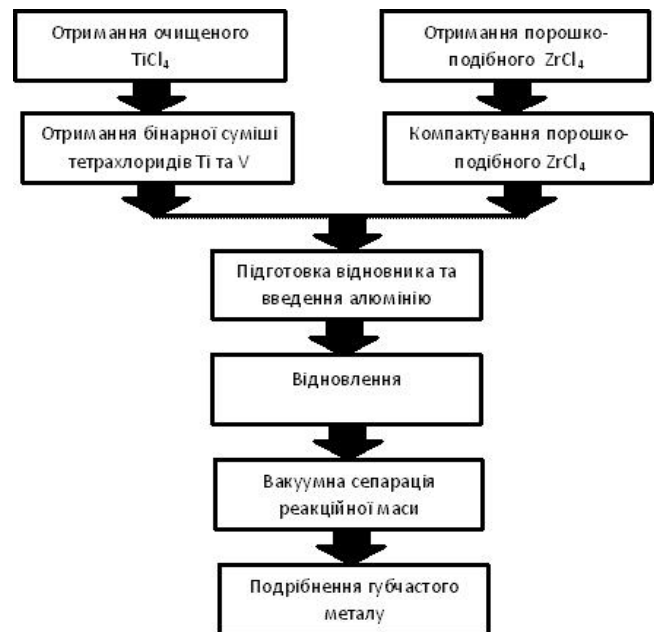 Отримання очищеного
TiCl₄
Отримання порошко-
подібного ZrCl₄
Отримання бінарної суміші
тетрахлоридів Ti та V
Компактування порошко-
подібного ZrCl₄
Підготовка відновника та
введення алюмінію
Відновлення
Вакуумна сепарація
реакційної маси
Подрібнення губчастого
металу